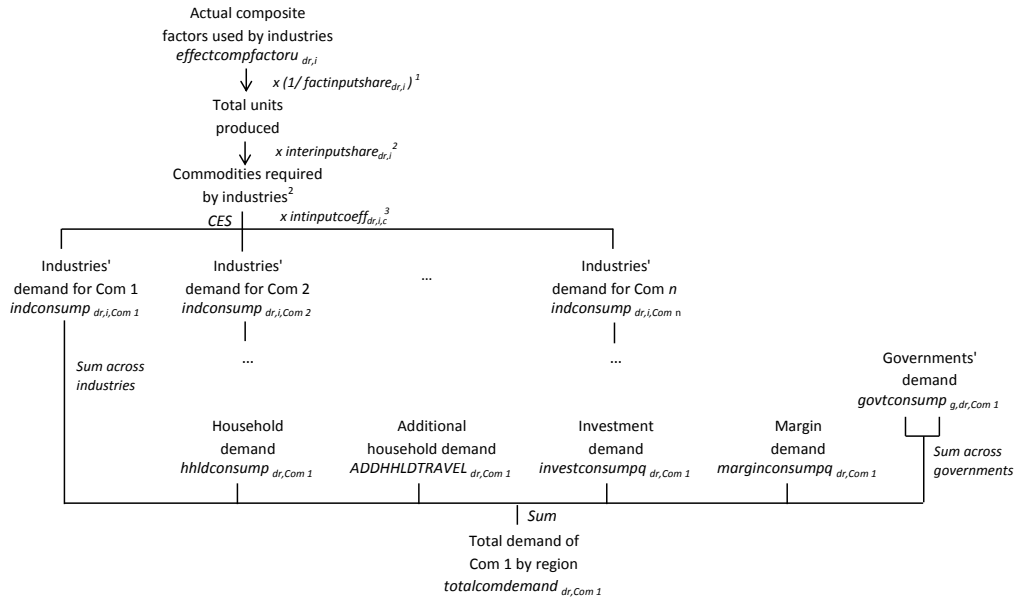 Actual composite
factors used by industries
effectcompfactoru dr,i
x (1/ factinputshare dr,i ) 1
Total units
produced
x interinputshare dr,i 2
Commodities required
by industries 2
CES
x intinputcoeff dr,i,c 3
Industries'
demand for Com 1
indconsump dr,i,Com 1
Industries'
demand for Com 2
indconsump dr,i,Com 2
...
Industries'
demand for Com n
indconsump dr,i,Com n
Sum across
industries
...
...
Governments'
demand
govtconsump g,dr,Com 1
Household
demand
hhldconsump dr,Com 1
Additional
household demand
ADDHHLDTRAVEL dr,Com 1
Investment
demand
investconsumpq dr,Com 1
Margin
demand
marginconsumpq dr,Com 1
Sum across
governments
Sum
Total demand of
Com 1 by region
totalcomdemand dr,Com 1